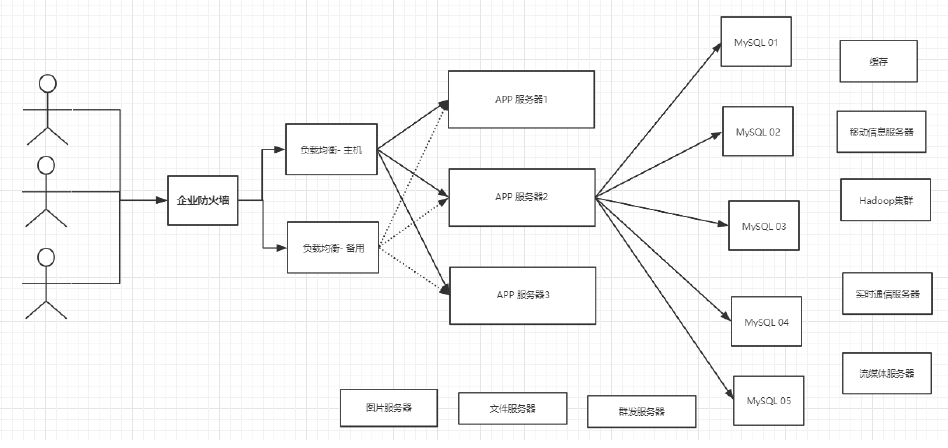 企业防火墙
负载均衡- 主机
负载均衡- 备用
APP 服务器1
APP 服务器2
APP 服务器3
MySQL 01
MySQL 02
MySQL 03
MySQL 04
MySQL 05
缓存
移动信息服务器
Hadoop集群
实时通信服务器
流媒体服务器
图片服务器
文件服务器
群发服务器